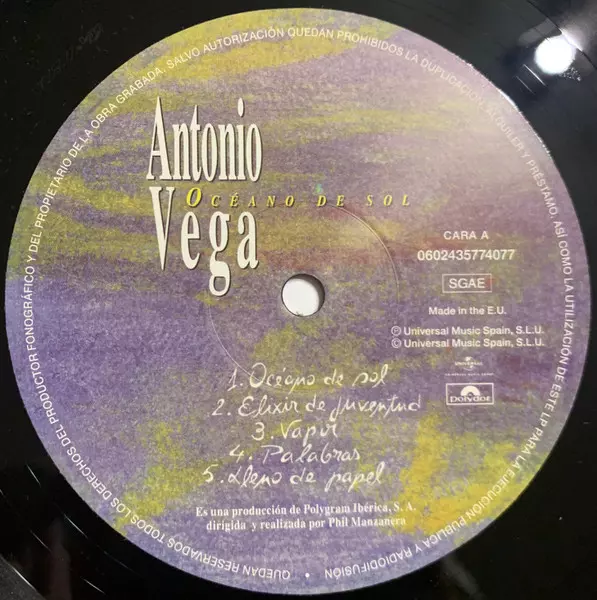 QUEDAN RESERVADOS TODOS LOS DERECHOS DEL PRODUCTOR FONOGRÁFICO Y DEL PROPIETARIO DE LA OBRA GRABADA. SALVO AUTORIZACIÓN QUEDAN PROHIBIDOS LA DUPLICACIÓN, ALQUILER Y PRÉSTAMO, ASÍ COMO LA UTILIZACIÓN DE ESTE LP PARA LA EJECUCIÓN PÚBLICA Y RADIODIFUSIÓN
Antonio
OCÉANO DE SOL
Vega
CARA A
0602435774077
SGAE
Made in the E.U.
℗ Universal Music Spain, S.L.U.
© Universal Music Spain, S.L.U.
UNIVERSAL
Polydor
1. Océano de sol
2. Elixir de juventud
3. Vapor
4. Palabras
5. Lleno de papel
Es una producción de Polygram Ibérica, S.A.
dirigida y realizada por Phil Manzanera